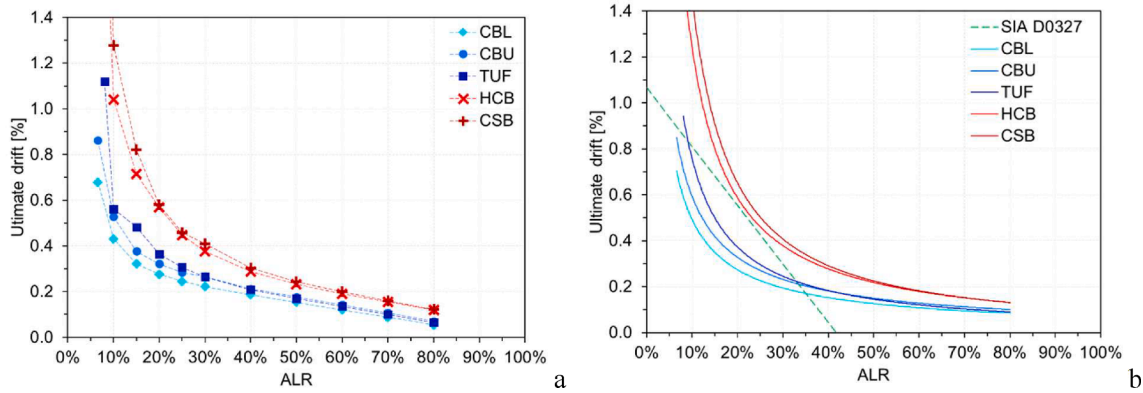 1.4
1.2
1.0
0.8
0.6
0.4
0.2
0.0
Utimate drift [%]
0% 10% 20% 30% 40% 50% 60% 70% 80% 90% 100%
ALR
CBL
CBU
TUF
HCB
CSB
a
1.4
1.2
1.0
0.8
0.6
0.4
0.2
0.0
Ultimate drift [%]
0% 10% 20% 30% 40% 50% 60% 70% 80% 90% 100%
ALR
SIA D0327
CBL
CBU
TUF
HCB
CSB
b